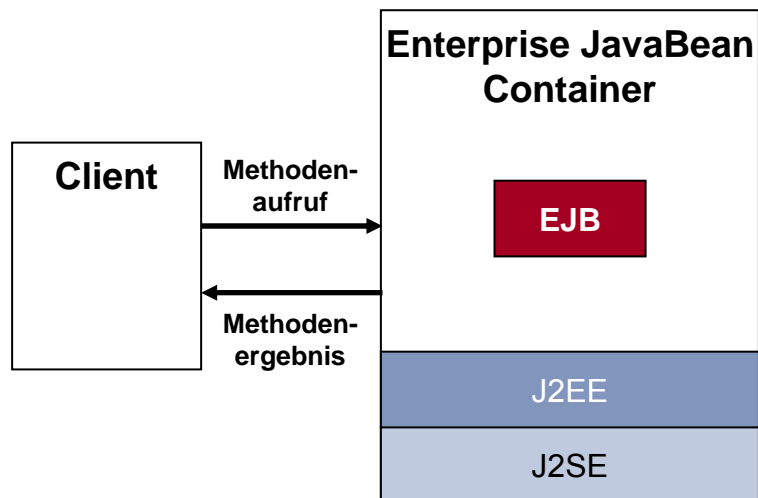 Enterprise JavaBean
Container
Client
Methoden-
aufruf
EJB
Methoden-
ergebnis
J2EE
J2SE